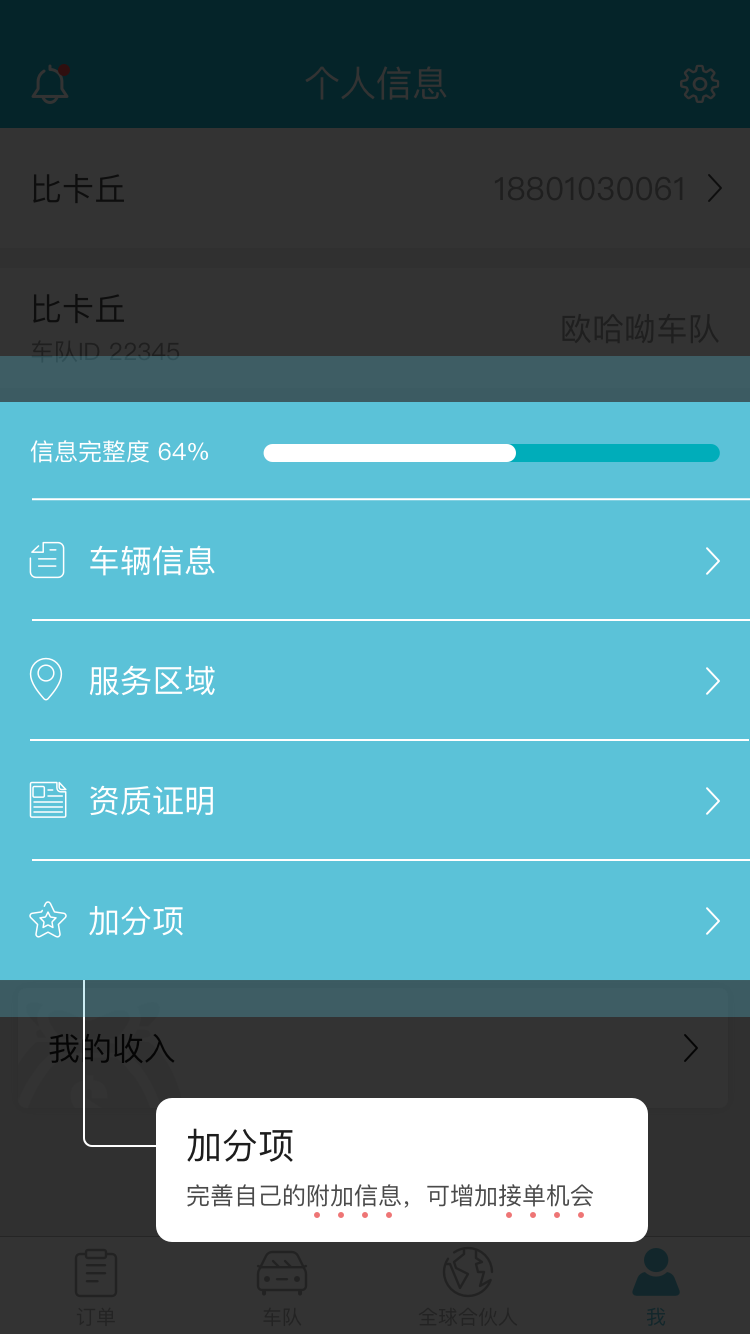 个人信息
比卡丘 18801030061
比卡丘
车队ID 22345
欧哈呦车队
信息完整度 64%
车辆信息
服务区域
资质证明
加分项
我的收入
加分项
完善自己的附加信息，可增加接单机会
订单 车队 全球合伙人 我